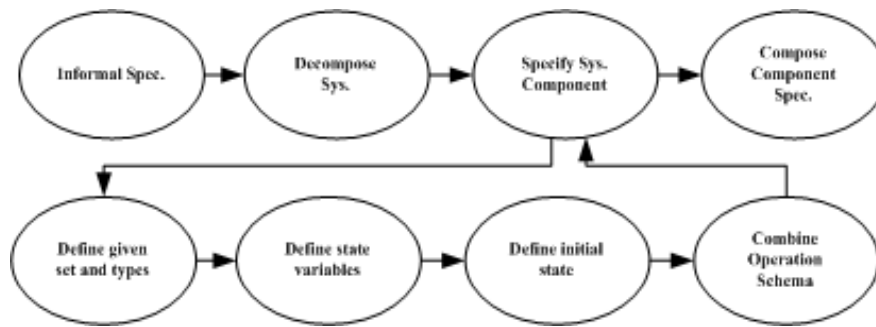 Informal Spec.
Decompose
Sys.
Specify Sys.
Component
Compose
Component
Spec.
Define given
set and types
Define state
variables
Define initial
state
Combine
Operation
Schema